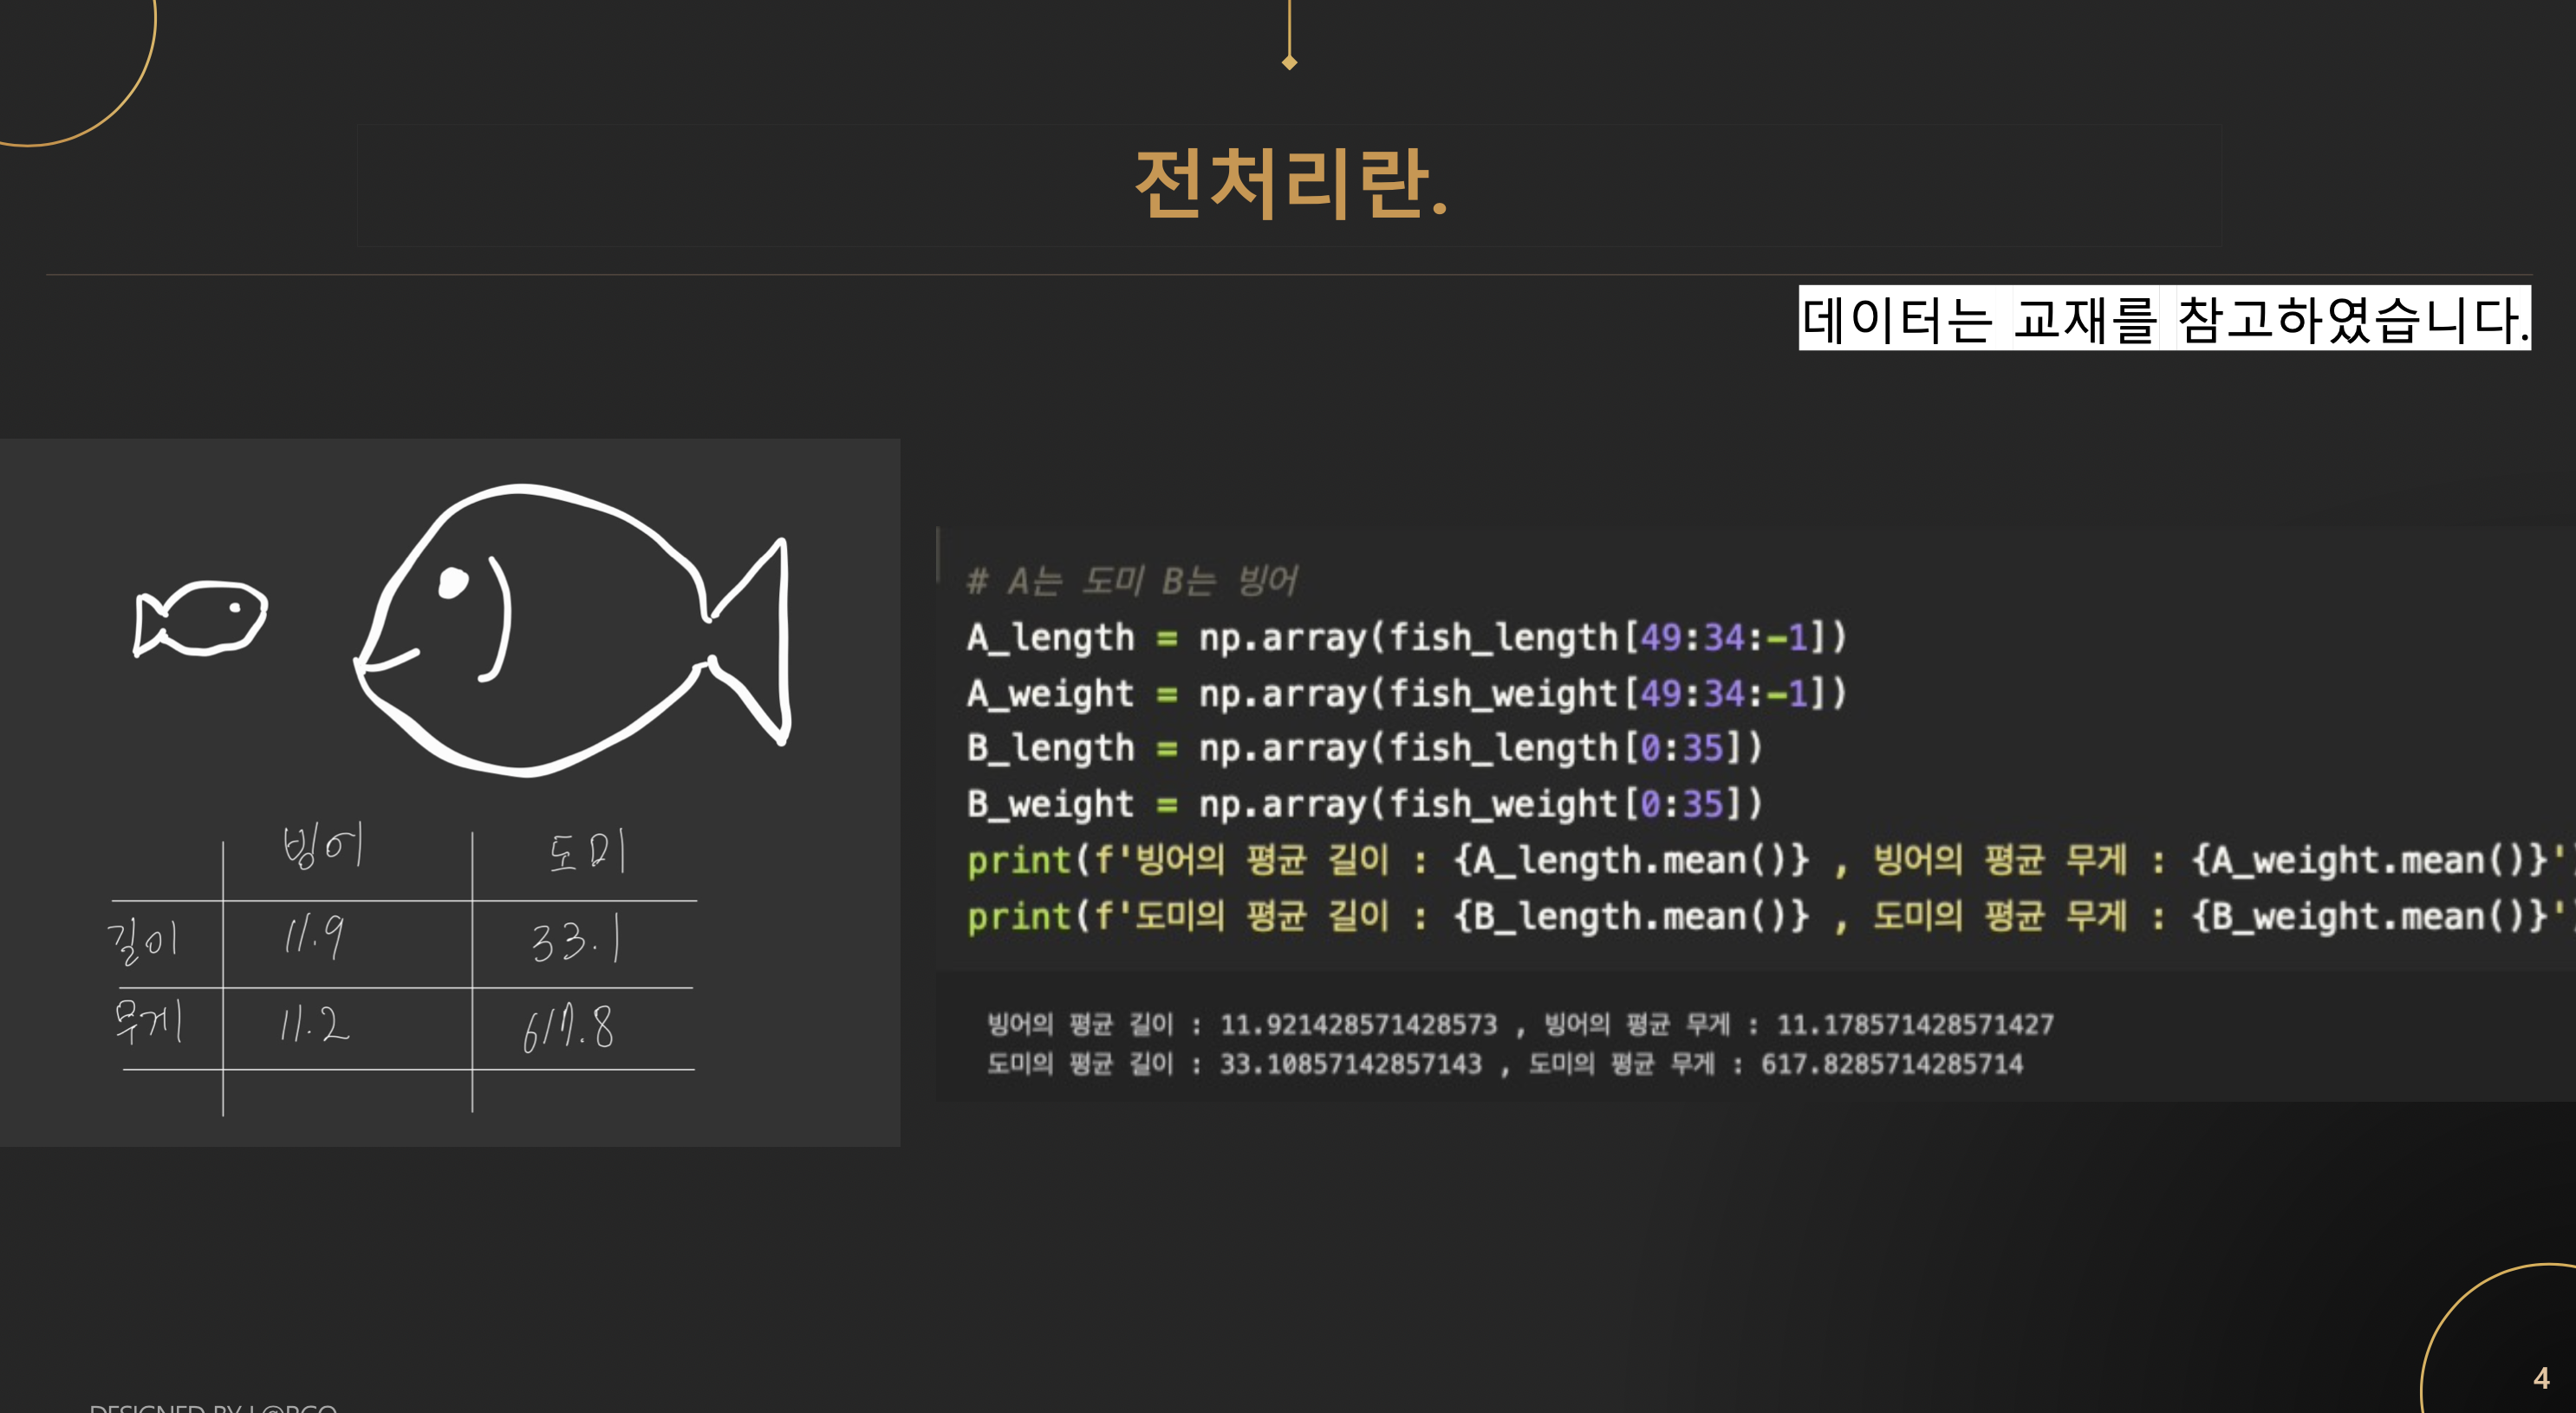 전처리란.
데이터는 교재를 참고하였습니다.
빙어 도미
길이 11.9 33.1
무게 11.2 617.8
# A는 도미 B는 빙어
A_length = np.array(fish_length[49:34:-1])
A_weight = np.array(fish_weight[49:34:-1])
B_length = np.array(fish_length[0:35])
B_weight = np.array(fish_weight[0:35])
print(f'빙어의 평균 길이 : {A_length.mean()} , 빙어의 평균 무게 : {A_weight.mean()}')
print(f'도미의 평균 길이 : {B_length.mean()} , 도미의 평균 무게 : {B_weight.mean()}')
빙어의 평균 길이 : 11.921428571428573 , 빙어의 평균 무게 : 11.178571428571427
도미의 평균 길이 : 33.10857142857143 , 도미의 평균 무게 : 617.8285714285714
4
DESIGNED BY L@RGO